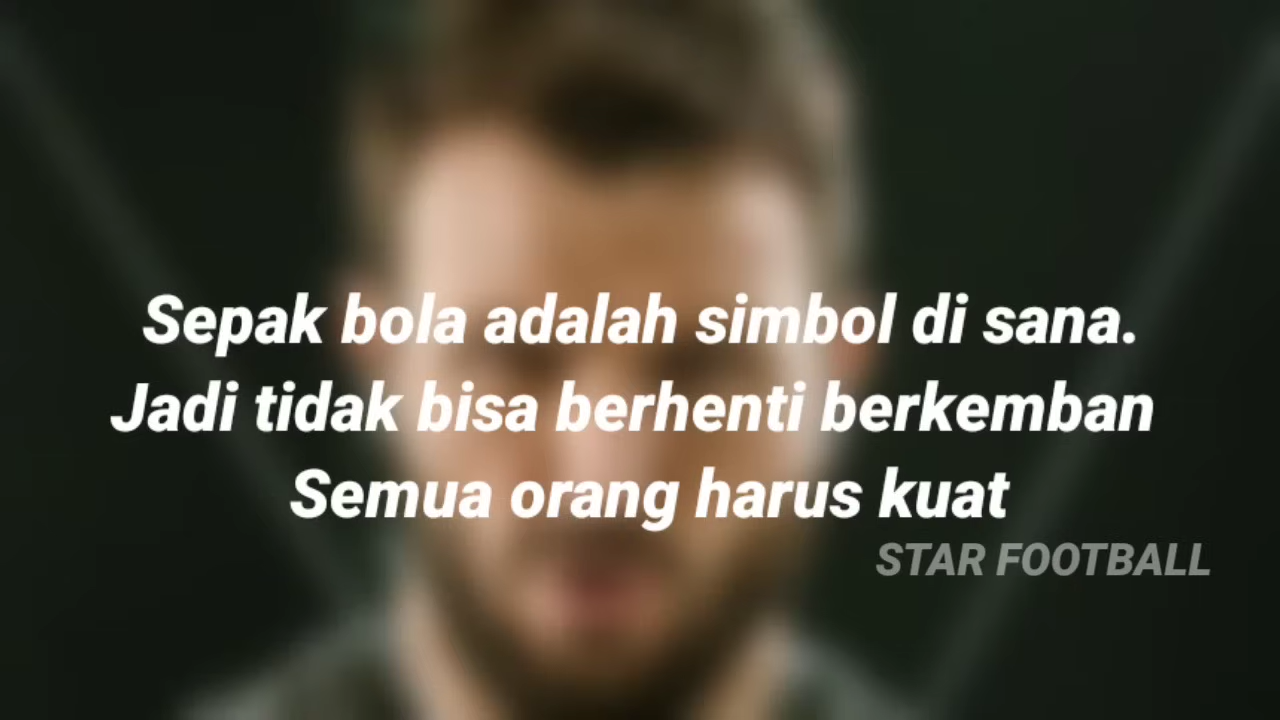 Sepak bola adalah simbol di sana.
Jadi tidak bisa berhenti berkemban
Semua orang harus kuat
STAR FOOTBALL